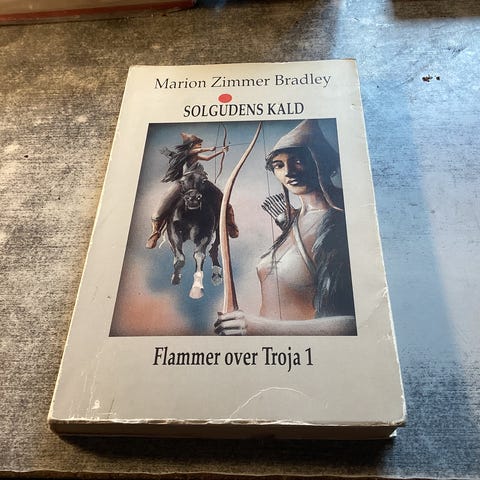 Marion Zimmer Bradley
SOLGUDENS KALD
Flammer over Troja 1